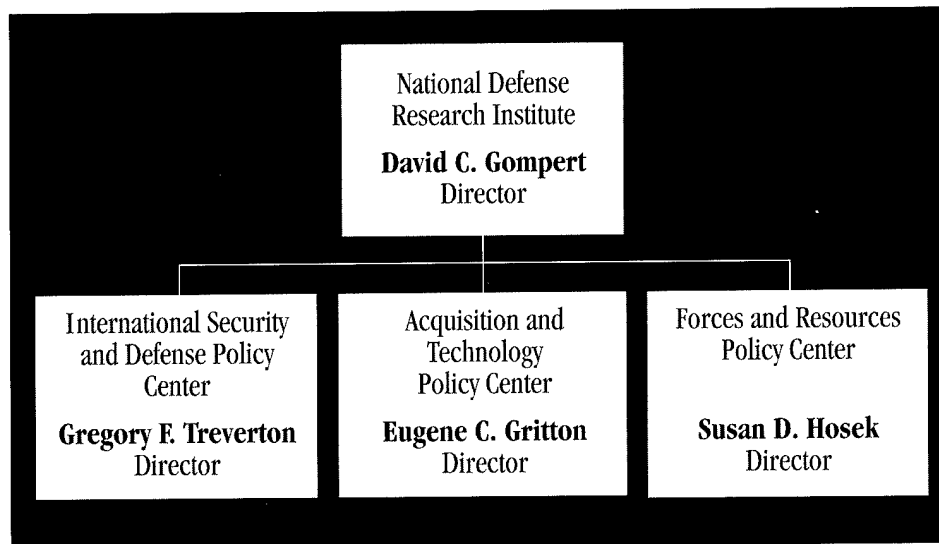 National Defense
Research Institute
David C. Gompert
Director
International Security
and Defense Policy
Center
Gregory F. Treverton
Director
Acquisition and
Technology
Policy Center
Eugene C. Gritton
Director
Forces and Resources
Policy Center
Susan D. Hosek
Director